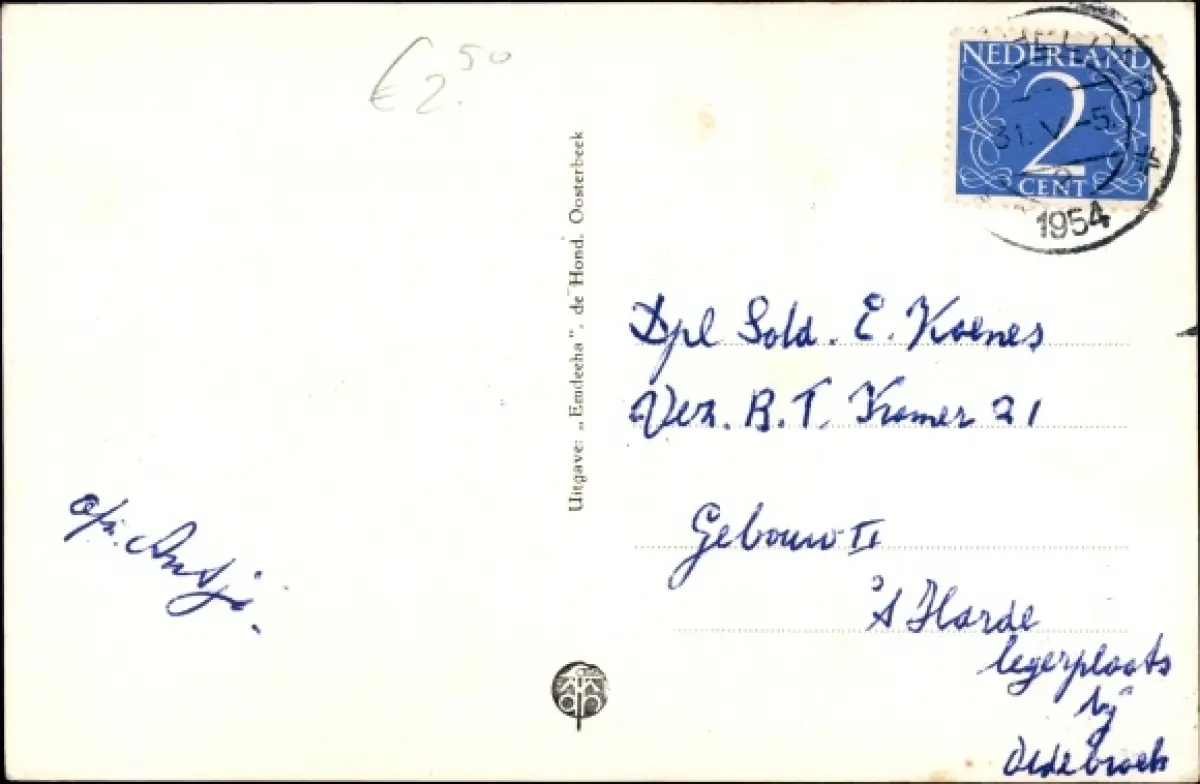 € 2.50
NEDERLAND
2
CENT
31.V.-5.
1954
Uitgave: „Emdeeha”, de Hond, Oosterbeek
Dpl Sold. E. Koenes
Ver. B.T. Kamer 21
Gebouw II
's Harde
legerplaats
bij
Oldebroek
Antje.